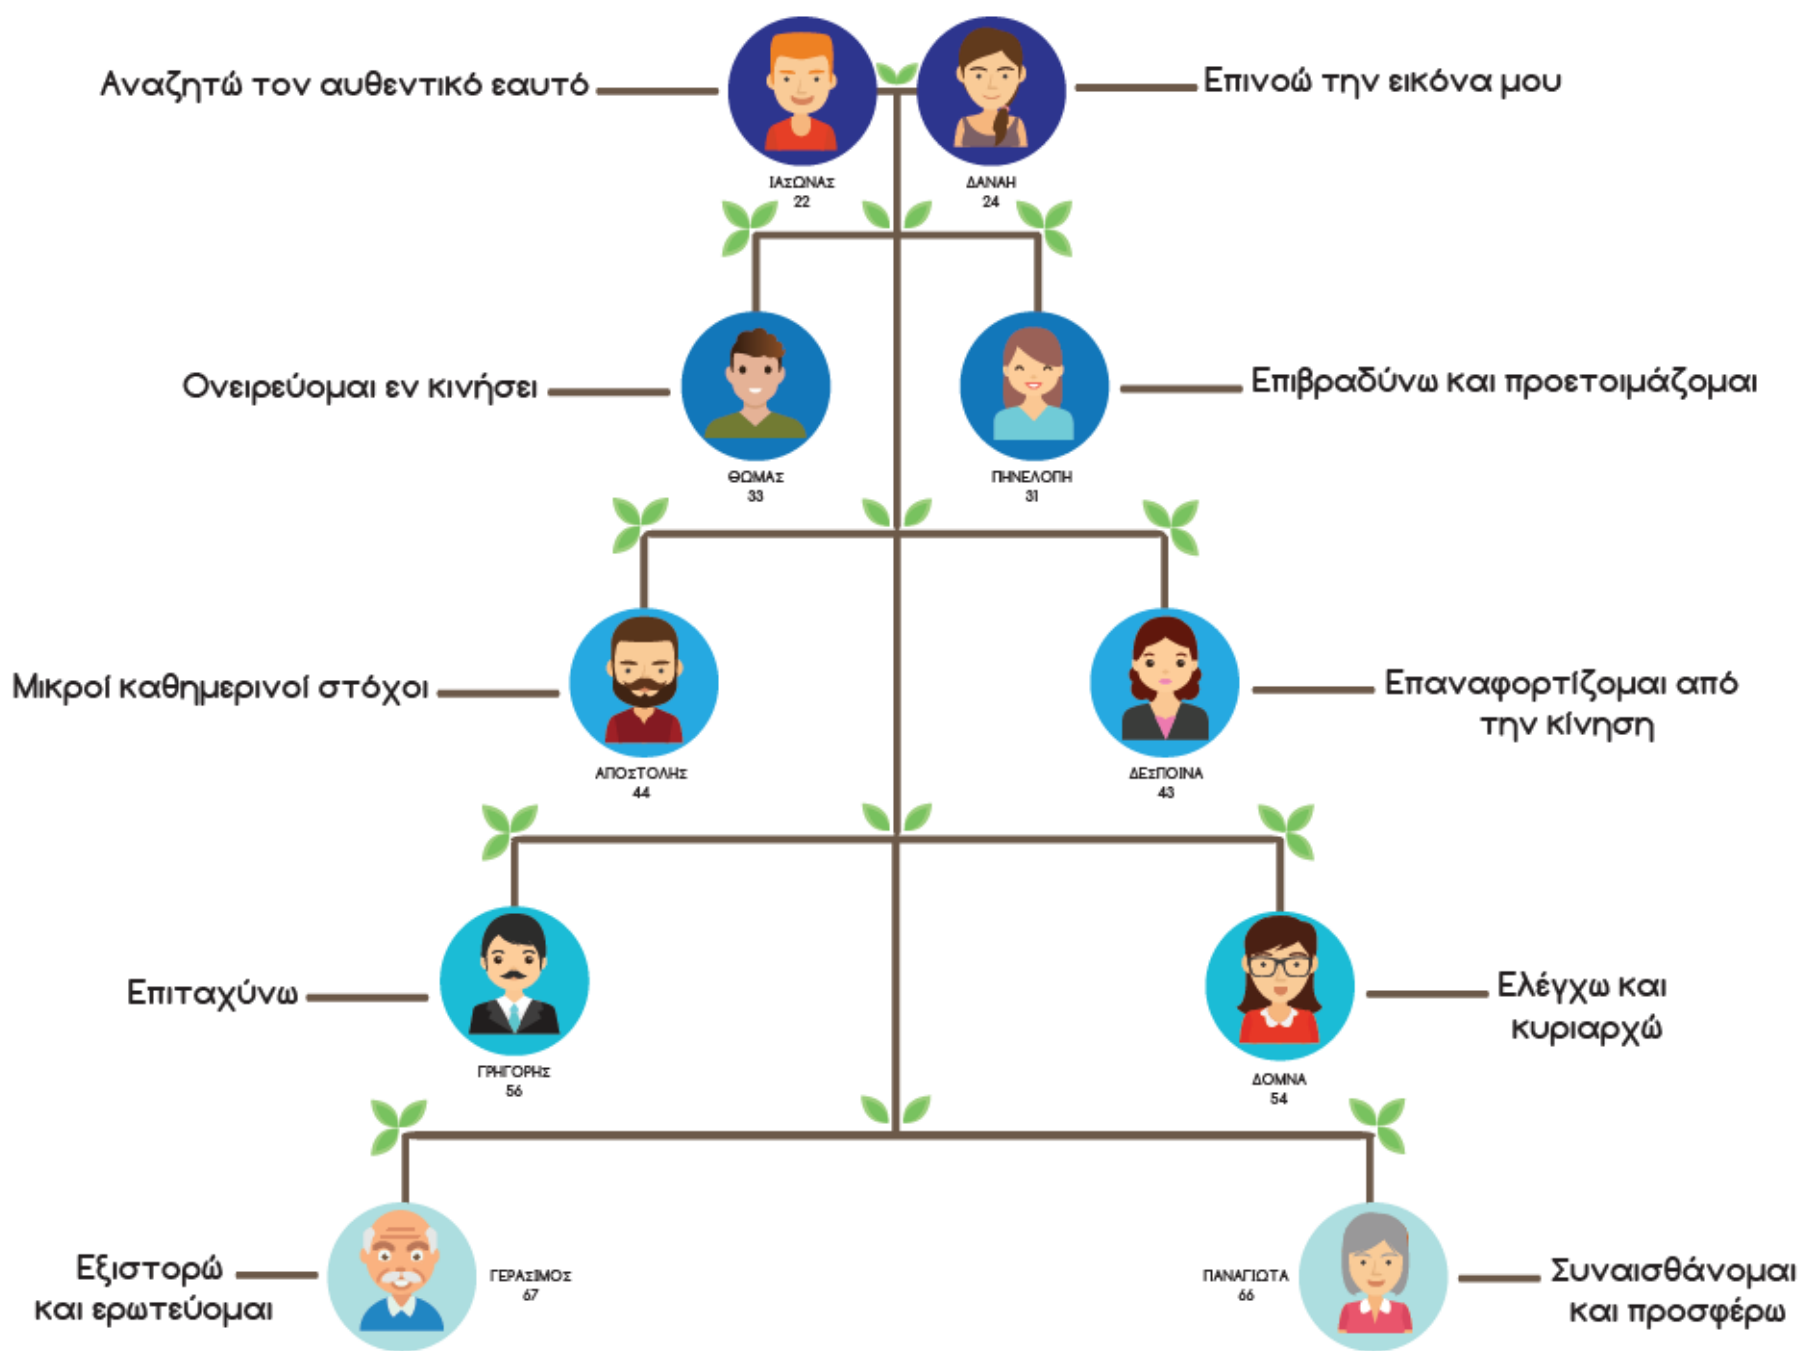 Αναζητώ τον αυθεντικό εαυτό
Επινοώ την εικόνα μου
ΙΑΣΩΝΑΣ
22
ΔΑΝΑΗ
24
Ονειρεύομαι εν κινήσει
Επιβραδύνω και προετοιμάζομαι
ΘΩΜΑΣ
33
ΠΗΝΕΛΟΠΗ
31
Μικροί καθημερινοί στόχοι
Επαναφορτίζομαι από
την κίνηση
ΑΠΟΣΤΟΛΗΣ
44
ΔΕΣΠΟΙΝΑ
43
Επιταχύνω
Ελέγχω και
κυριαρχώ
ΓΡΗΓΟΡΗΣ
56
ΔΟΜΝΑ
54
Εξιστορώ
και ερωτεύομαι
ΓΕΡΑΣΙΜΟΣ
67
ΠΑΝΑΓΙΩΤΑ
66
Συναισθάνομαι
και προσφέρω